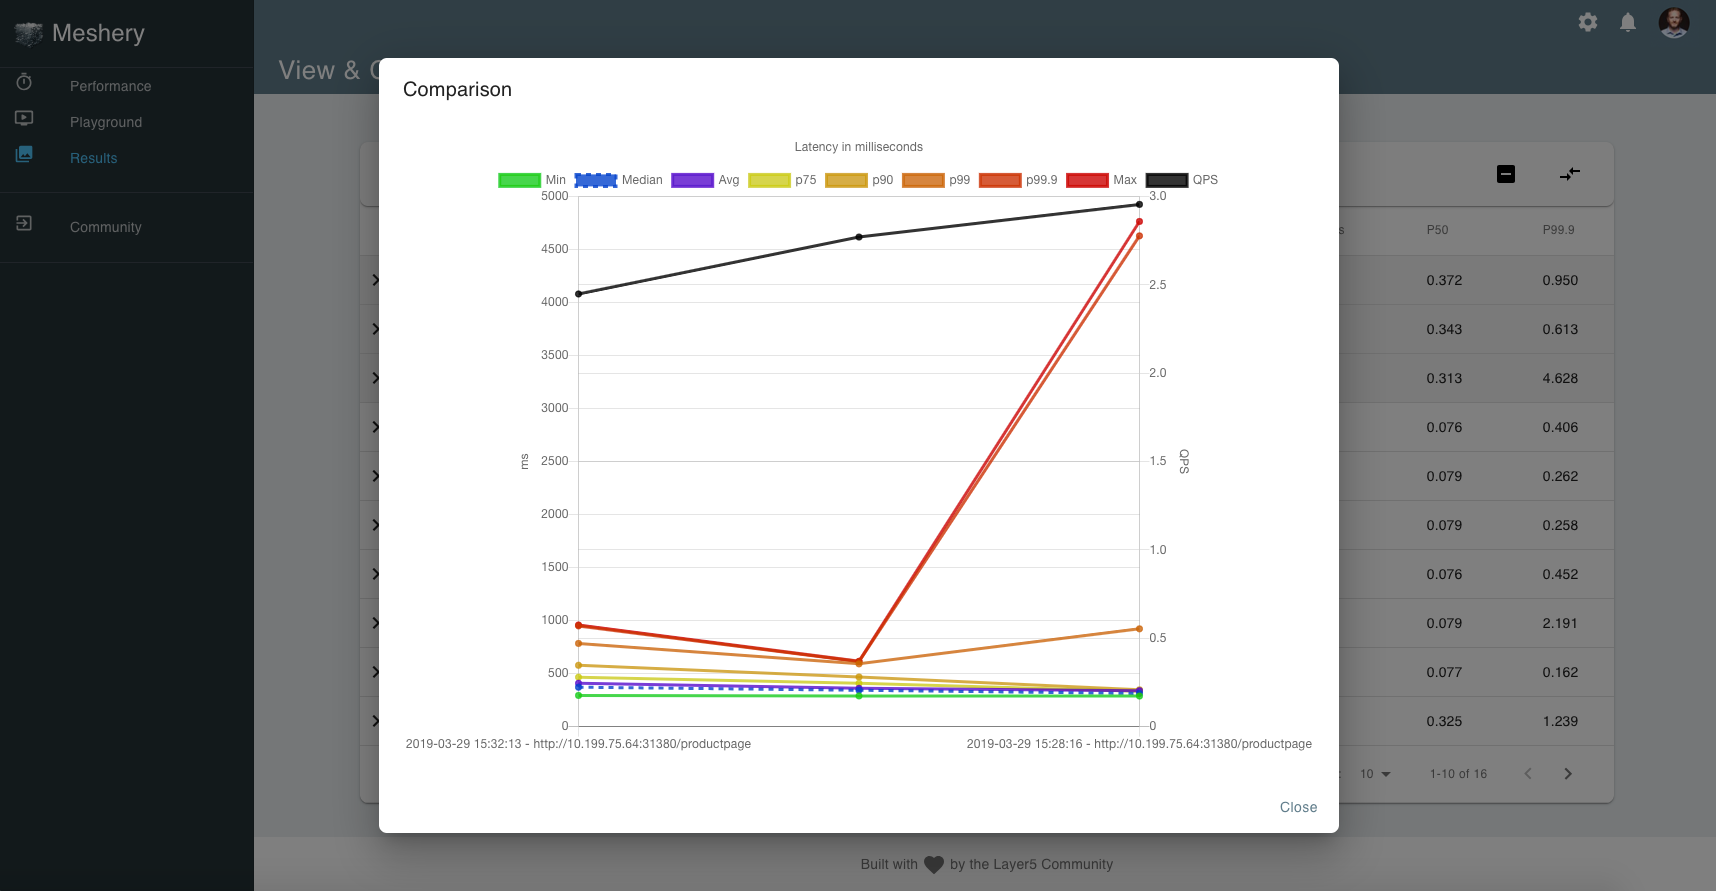 Meshery
View & C
Performance
Playground
Results
Community
Comparison
Latency in milliseconds
Min Median Avg p75 p90 p99 p99.9 Max QPS
5000 3.0
4500
4000 2.5
3500
3000 2.0
ms 2500 1.5 QPS
2000
1500 1.0
1000
500 0.5
0 0
2019-03-29 15:32:13 - http://10.199.75.64:31380/productpage 2019-03-29 15:28:16 - http://10.199.75.64:31380/productpage
Close
s P50 P99.9
0.372 0.950
0.343 0.613
0.313 4.628
0.076 0.406
0.079 0.262
0.079 0.258
0.076 0.452
0.079 2.191
0.077 0.162
0.325 1.239
: 10 1-10 of 16
Built with by the Layer5 Community